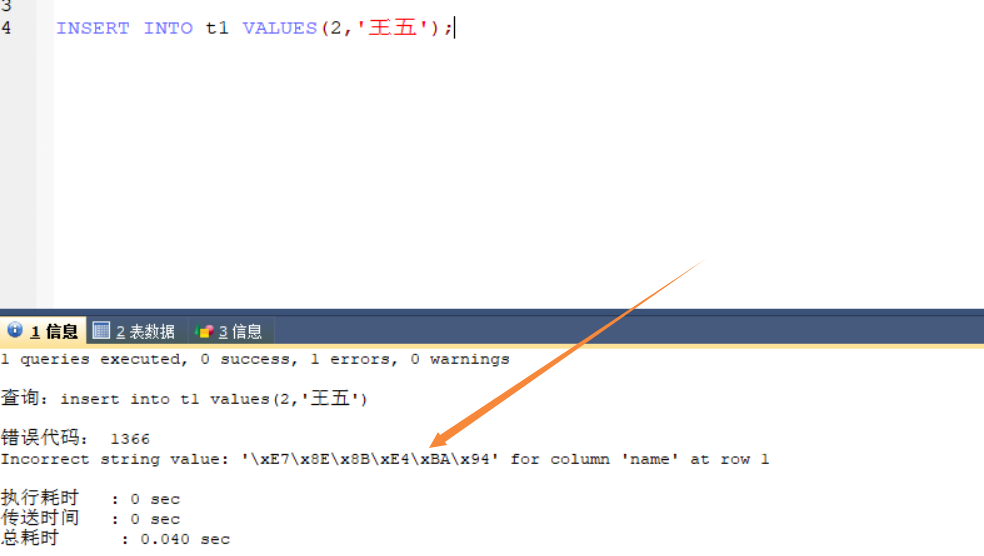 3
4 INSERT INTO t1 VALUES(2,'王五');
1 信息 2 表数据 3 信息
1 queries executed, 0 success, 1 errors, 0 warnings
查询：insert into t1 values(2,'王五')
错误代码： 1366
Incorrect string value: '\xE7\x8E\x8B\xE4\xBA\x94' for column 'name' at row 1
执行耗时 : 0 sec
传送时间 : 0 sec
总耗时 : 0.040 sec